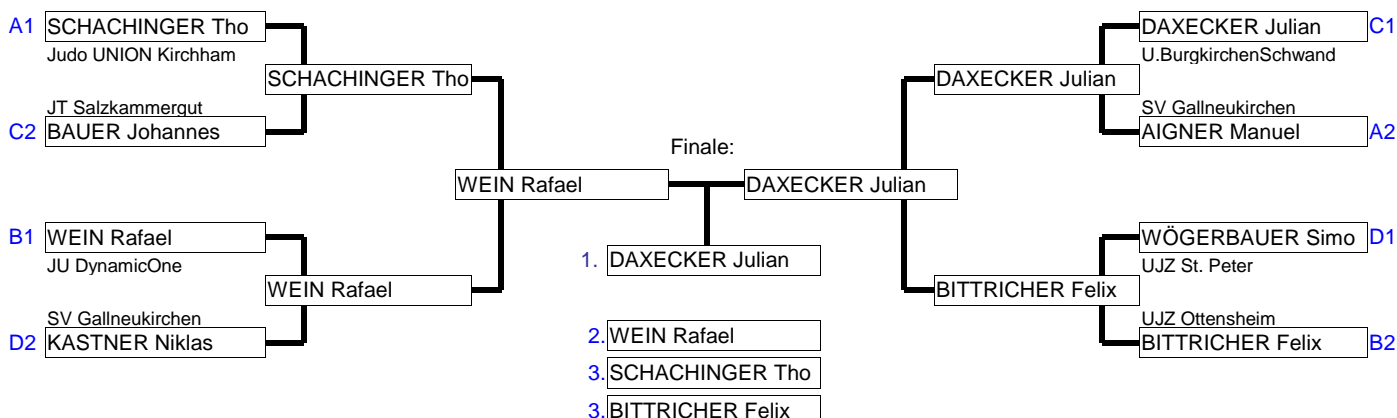 A1 SCHACHINGER Tho
Judo UNION Kirchham
SCHACHINGER Tho
JT Salzkammergut
C2 BAUER Johannes
WEIN Rafael
B1 WEIN Rafael
JU DynamicOne
WEIN Rafael
SV Gallneukirchen
D2 KASTNER Niklas
Finale:
1. DAXECKER Julian
2. WEIN Rafael
3. SCHACHINGER Tho
3. BITTRICHER Felix
DAXECKER Julian C1
U.BurgkirchenSchwand
DAXECKER Julian
SV Gallneukirchen
AIGNER Manuel A2
DAXECKER Julian
WÖGERBAUER Simo D1
UJZ St. Peter
BITTRICHER Felix
UJZ Ottensheim
BITTRICHER Felix B2